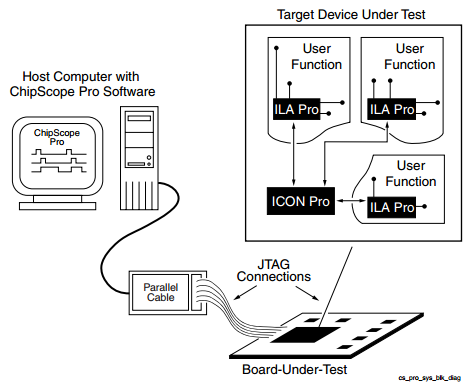 Target Device Under Test
Host Computer with
ChipScope Pro Software
ChipScope
Pro
User
Function
ILA Pro
User
Function
ILA Pro
User
Function
ILA Pro
ICON Pro
JTAG
Connections
Parallel
Cable
Board-Under-Test
cs_pro_sys_blk_diag